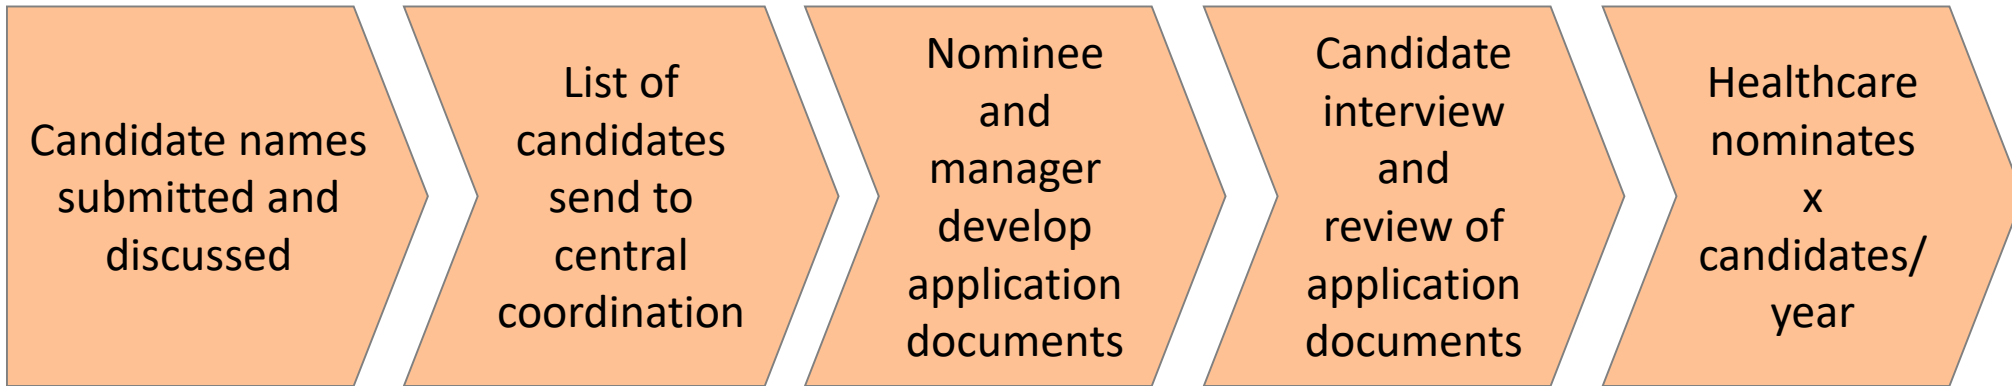 Candidate names
submitted and
discussed
List of
candidates
send to
central
coordination
Nominee
and
manager
develop
application
documents
Candidate
interview
and
review of
application
documents
Healthcare
nominates
x
candidates/
year